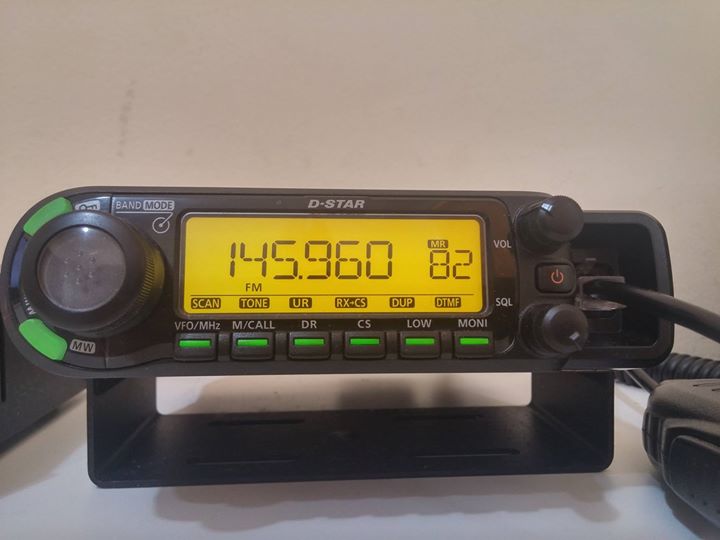 BAND MODE
D-STAR
VOL
145.960
MR
82
FM
SCAN TONE UR RX→CS DUP DTMF
SQL
VFO/MHz M/CALL DR CS LOW MONI
MW